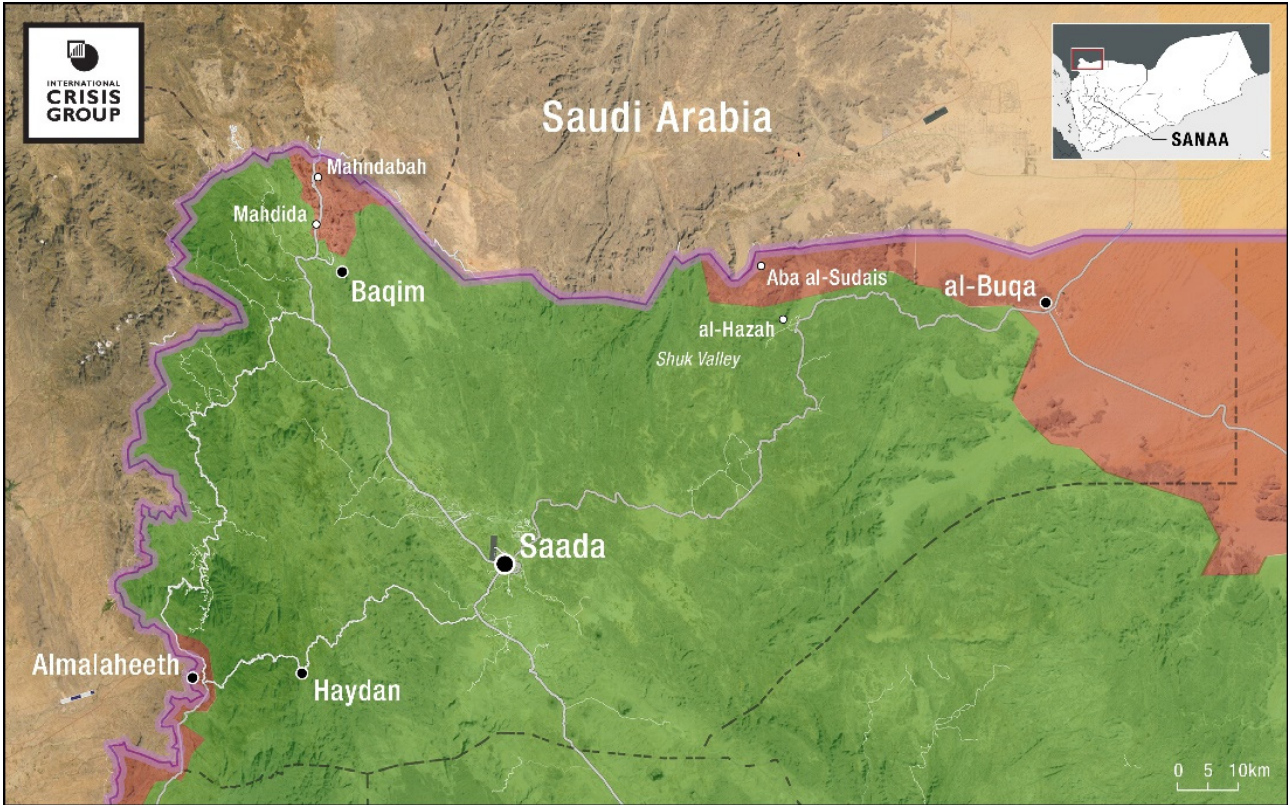 INTERNATIONAL
CRISIS
GROUP
Saudi Arabia
SANAA
Mahndabah
Mahdida
Baqim
Aba al-Sudais
al-Buqa
al-Hazah
Shuk Valley
Saada
Almalaheeth
Haydan
0 5 10km